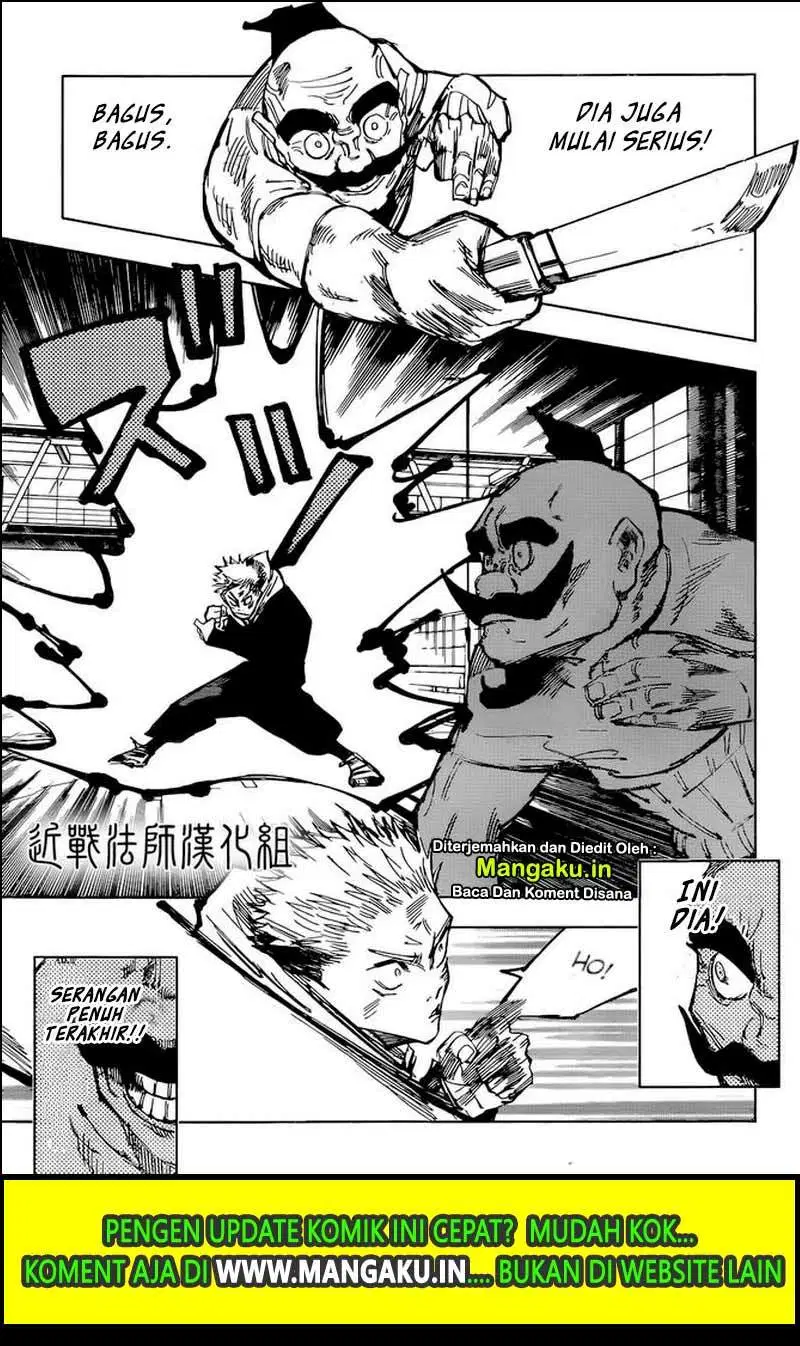 BAGUS,
BAGUS.
DIA JUGA
MULAI SERIUS!
ズズ!
近戰法師漢化組
Diterjemahkan dan Diedit Oleh :
Mangaku.in
Baca Dan Koment Disana
INI
DIA!
HO!
SERANGAN
PENUH
TERAKHIR!!
PENGEN UPDATE KOMIK INI CEPAT? MUDAH KOK...
KOMENT AJA DI WWW.MANGAKU.IN.... BUKAN DI WEBSITE LAIN